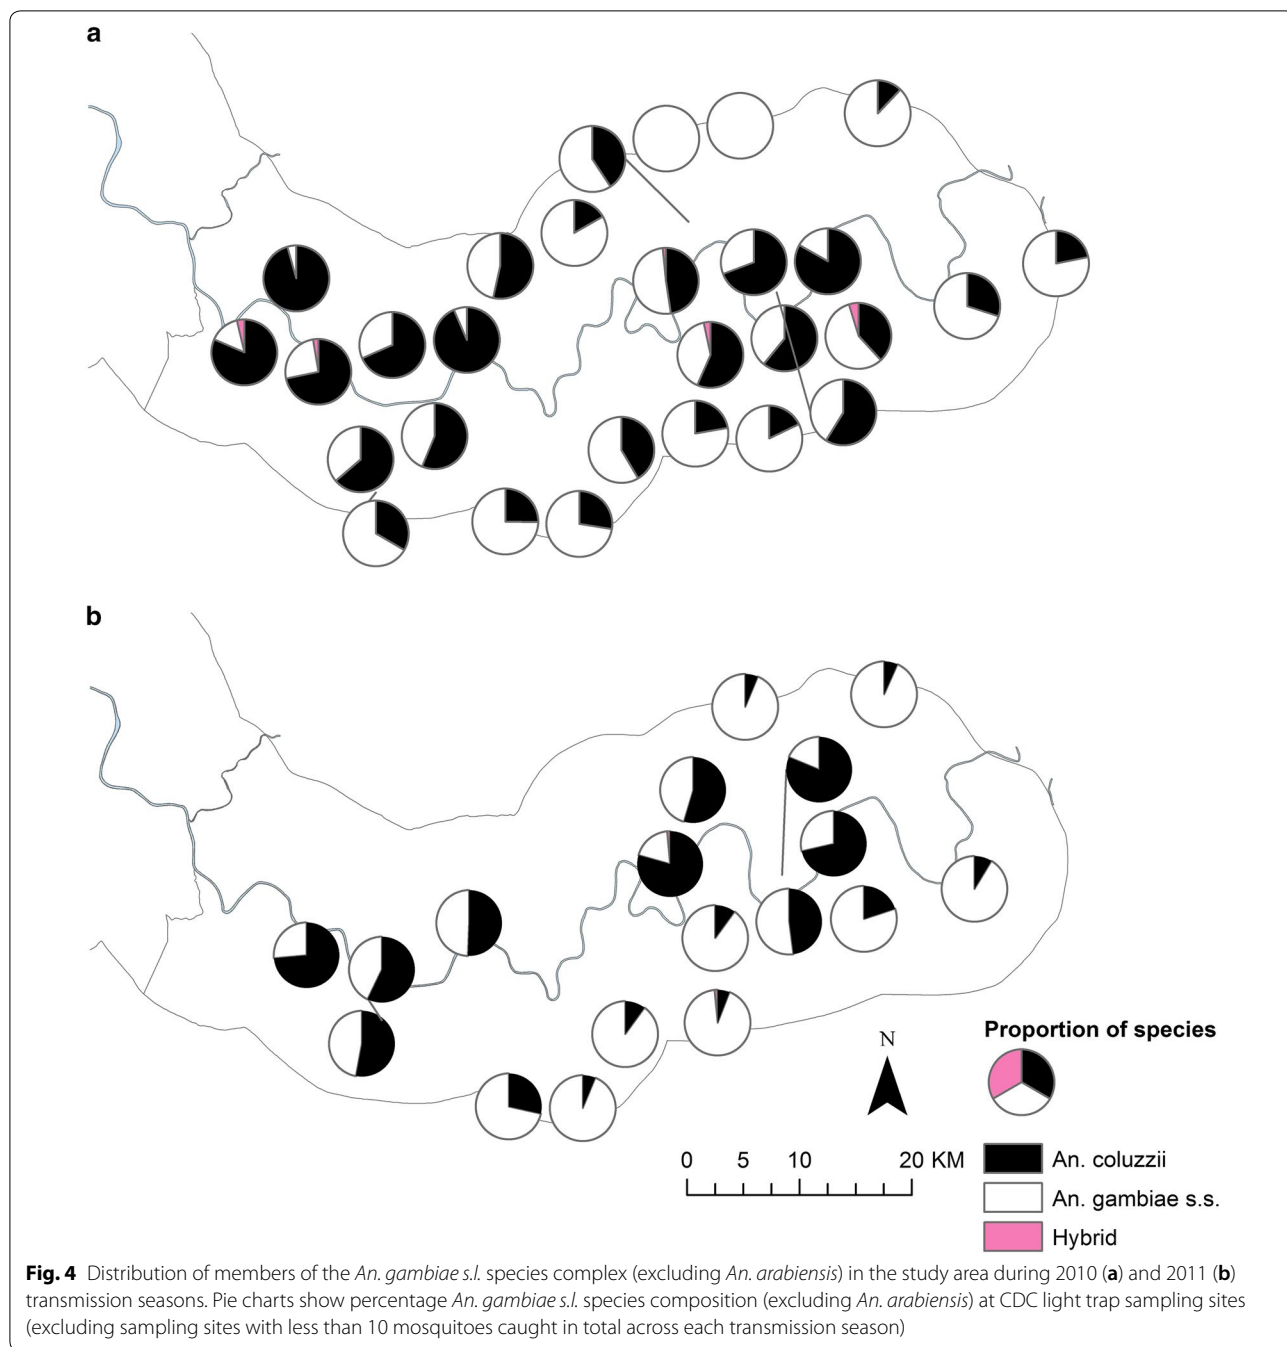 a
b
N
Proportion of species
0 5 10 20 KM
An. coluzzii
An. gambiae s.s.
Hybrid
Fig. 4 Distribution of members of the An. gambiae s.l. species complex (excluding An. arabiensis) in the study area during 2010 (a) and 2011 (b)
transmission seasons. Pie charts show percentage An. gambiae s.l. species composition (excluding An. arabiensis) at CDC light trap sampling sites
(excluding sampling sites with less than 10 mosquitoes caught in total across each transmission season)